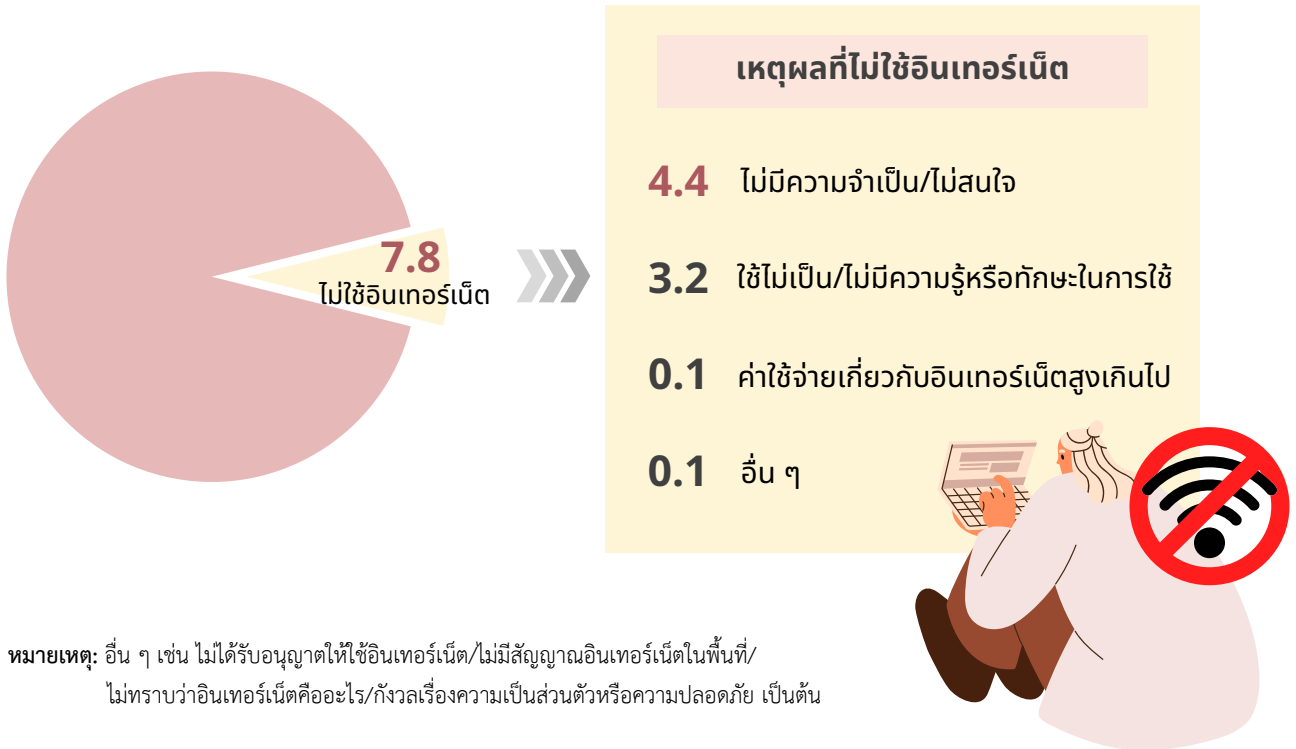 7.8
ไม่ใช้อินเทอร์เน็ต
เหตุผลที่ไม่ใช้อินเทอร์เน็ต
4.4 ไม่มีความจำเป็น/ไม่สนใจ
3.2 ใช้ไม่เป็น/ไม่มีความรู้หรือทักษะในการใช้
0.1 ค่าใช้จ่ายเกี่ยวกับอินเทอร์เน็ตสูงเกินไป
0.1 อื่น ๆ
หมายเหตุ: อื่น ๆ เช่น ไม่ได้รับอนุญาตให้ใช้อินเทอร์เน็ต/ไม่มีสัญญาณอินเทอร์เน็ตในพื้นที่/
ไม่ทราบว่าอินเทอร์เน็ตคืออะไร/กังวลเรื่องความเป็นส่วนตัวหรือความปลอดภัย เป็นต้น